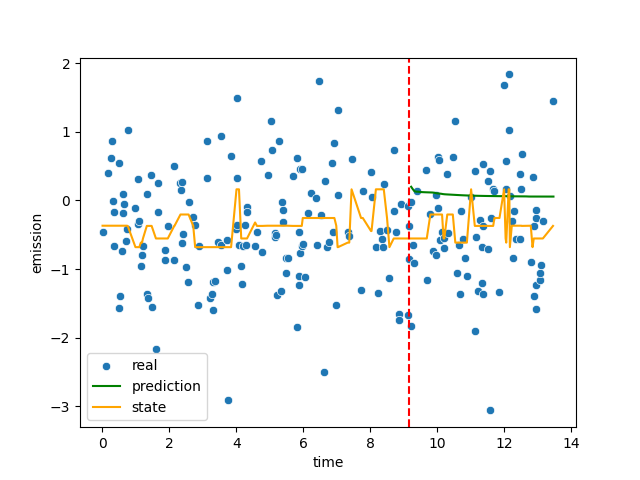 2
1
0
−1
−2
−3
emission
real
prediction
state
0 2 4 6 8 10 12 14
time